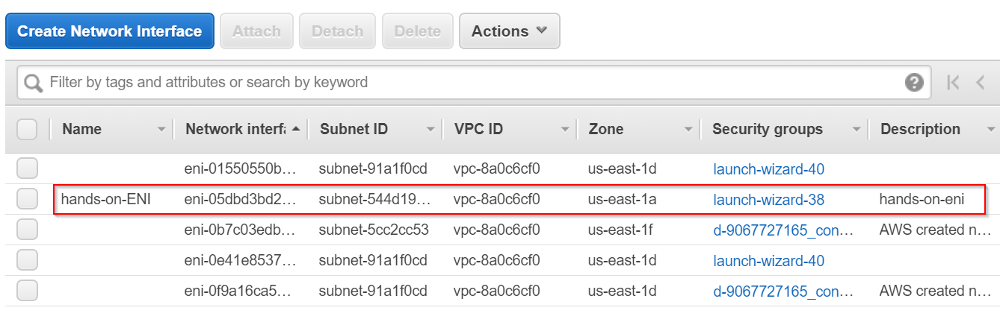 Create Network Interface Attach Detach Delete Actions
Filter by tags and attributes or search by keyword
Name Network interfa Subnet ID VPC ID Zone Security groups Description
eni-01550550b… subnet-91a1f0cd vpc-8a0c6cf0 us-east-1d launch-wizard-40
hands-on-ENI eni-05dbd3bd2… subnet-544d19… vpc-8a0c6cf0 us-east-1a launch-wizard-38 hands-on-eni
eni-0b7c03edb… subnet-5cc2cc53 vpc-8a0c6cf0 us-east-1f d-9067727165_con… AWS created n…
eni-0e41e8537… subnet-91a1f0cd vpc-8a0c6cf0 us-east-1d launch-wizard-40
eni-0f9a16ca5… subnet-91a1f0cd vpc-8a0c6cf0 us-east-1d d-9067727165_con… AWS created n…